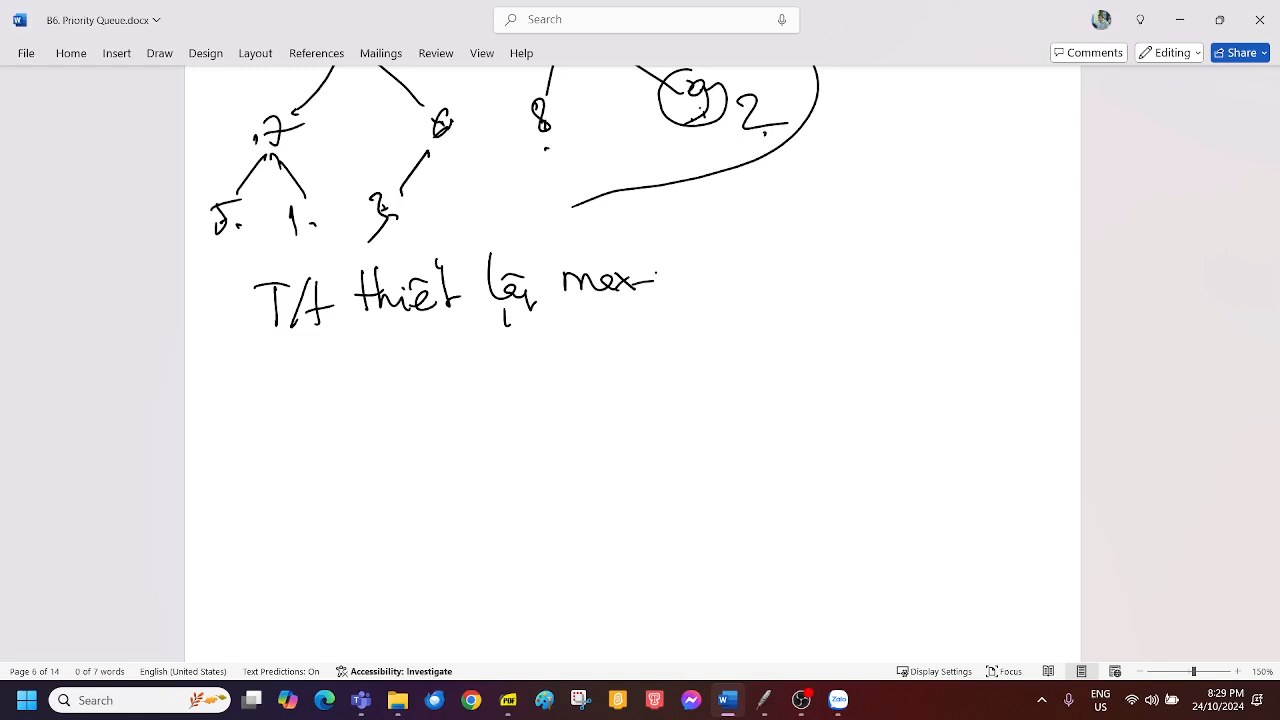 B6. Priority Queue.docx
Search
File Home Insert Draw Design Layout References Mailings Review View Help
Comments Editing Share
7 6 8 9 2
5 1 3
T/t thiết lập max-
Page 6 of 14 0 of 7 words English (United States) Text Predictions: On Accessibility: Investigate Display Settings Focus 150%
Search PDF Zalo ENG US 8:29 PM 24/10/2024